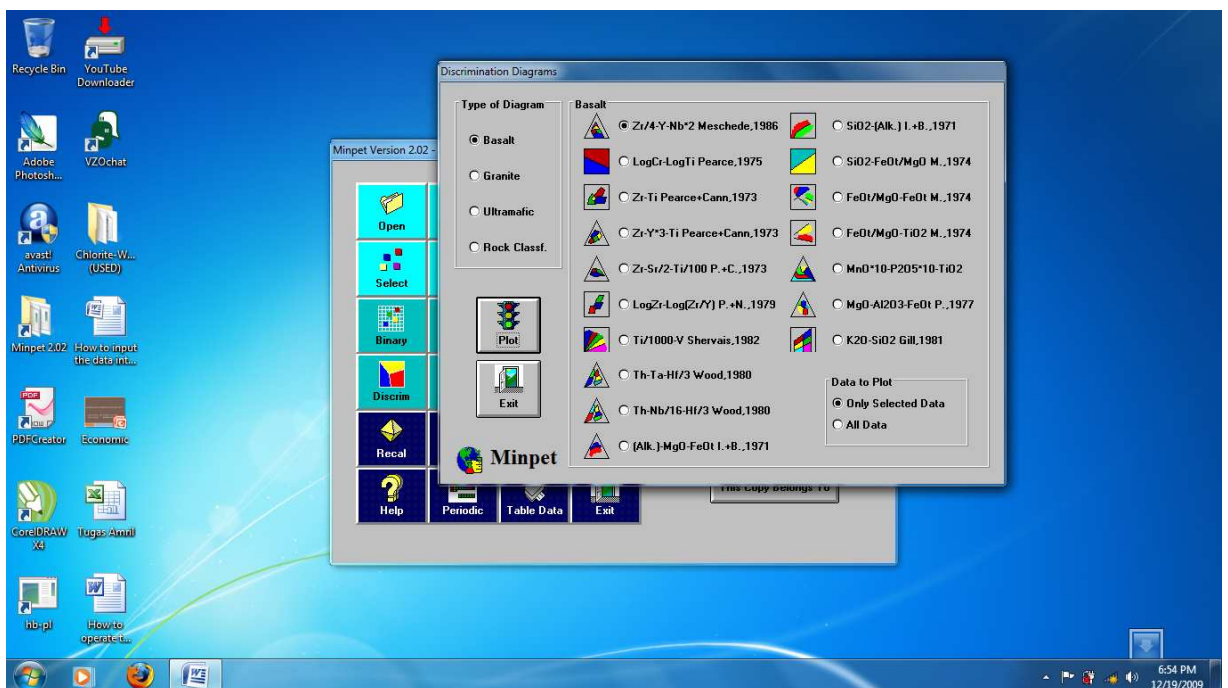 Recycle Bin
YouTube
Downloader
Adobe
Photosh...
VZOchat
avast!
Antivirus
Chlorite-W...
(USED)
Minpet 2.02
How to input
the data int...
PDFCreator
Economic
CorelDRAW
X4
Tugas Amril
hb-pl
How to
operate t...
Minpet Version 2.02 -
Open
Select
Binary
Discrim
Recal
Help
Periodic
Table Data
Exit
This Copy Belongs To
Discrimination Diagrams
Type of Diagram
Basalt
Granite
Ultramafic
Rock Classf.
Plot
Exit
Minpet
Basalt
Zr/4-Y-Nb*2 Meschede,1986
LogCr-LogTi Pearce,1975
Zr-Ti Pearce+Cann,1973
Zr-Y*3-Ti Pearce+Cann,1973
Zr-Sr/2-Ti/100 P.+C.,1973
LogZr-Log(Zr/Y) P.+N.,1979
Ti/1000-V Shervais,1982
Th-Ta-Hf/3 Wood,1980
Th-Nb/16-Hf/3 Wood,1980
(Alk.)-MgO-FeOt I.+B.,1971
SiO2-(Alk.) I.+B.,1971
SiO2-FeOt/MgO M.,1974
FeOt/MgO-FeOt M.,1974
FeOt/MgO-TiO2 M.,1974
MnO*10-P2O5*10-TiO2
MgO-Al2O3-FeOt P.,1977
K2O-SiO2 Gill,1981
Data to Plot
Only Selected Data
All Data
6:54 PM
12/19/2009